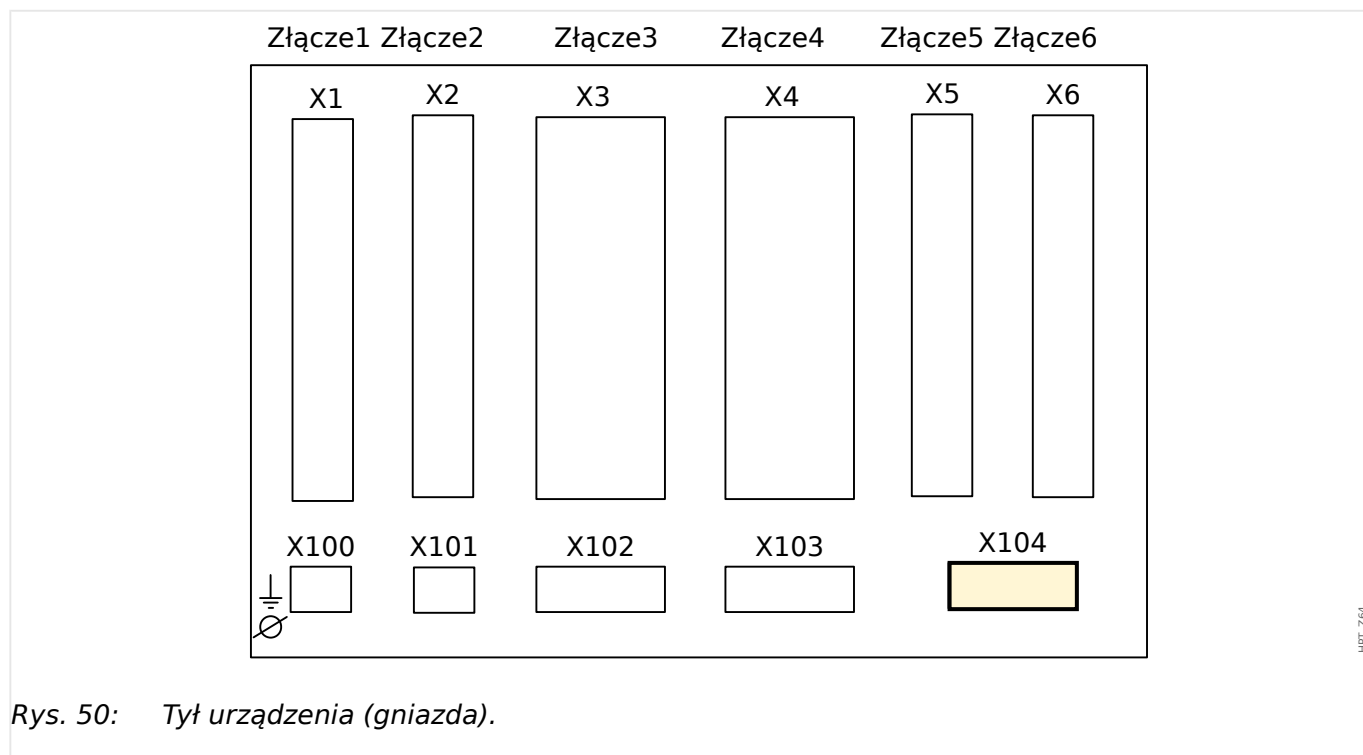 Złącze1 Złącze2 Złącze3 Złącze4 Złącze5 Złącze6
X1 X2 X3 X4 X5 X6
X100 X101 X102 X103 X104
HPT_Z64
Rys. 50: Tył urządzenia (gniazda).